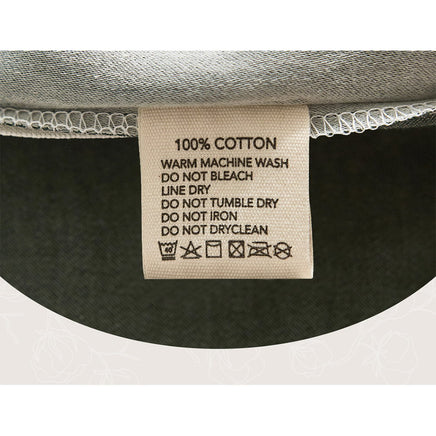 100% COTTON
WARM MACHINE WASH
DO NOT BLEACH
LINE DRY
DO NOT TUMBLE DRY
DO NOT IRON
DO NOT DRYCLEAN
40